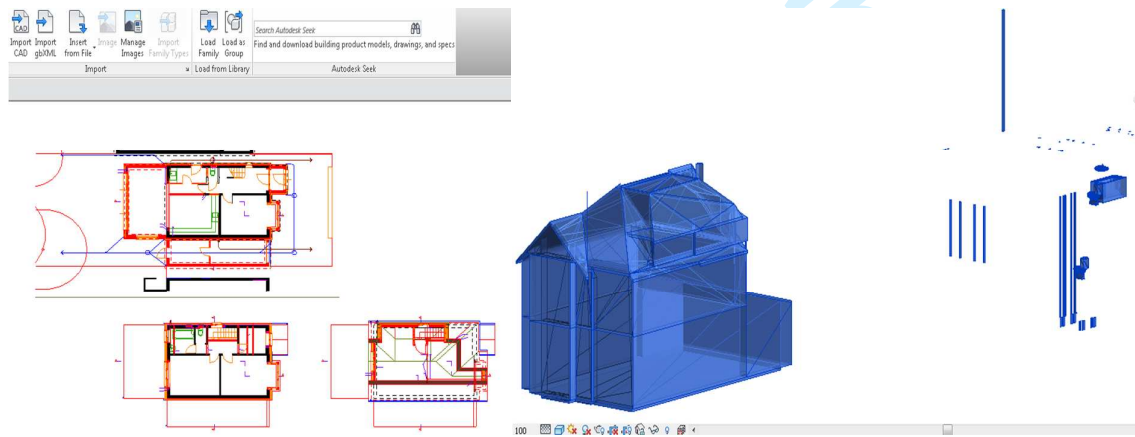 Import Import Insert Image Manage Import Load Load as
CAD gbXML from File Images Family Types Family Group
Import
Load from Library
Search Autodesk Seek
Find and download building product models, drawings, and specs
Autodesk Seek
100